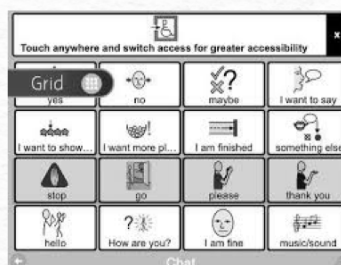 Touch anywhere and switch access for greater accessibility
x
Grid
yes
no
maybe
I want to say
I want to show...
I want more pl...
I am finished
something else
stop
go
please
thank you
hello
How are you?
I am fine
music/sound
Chat